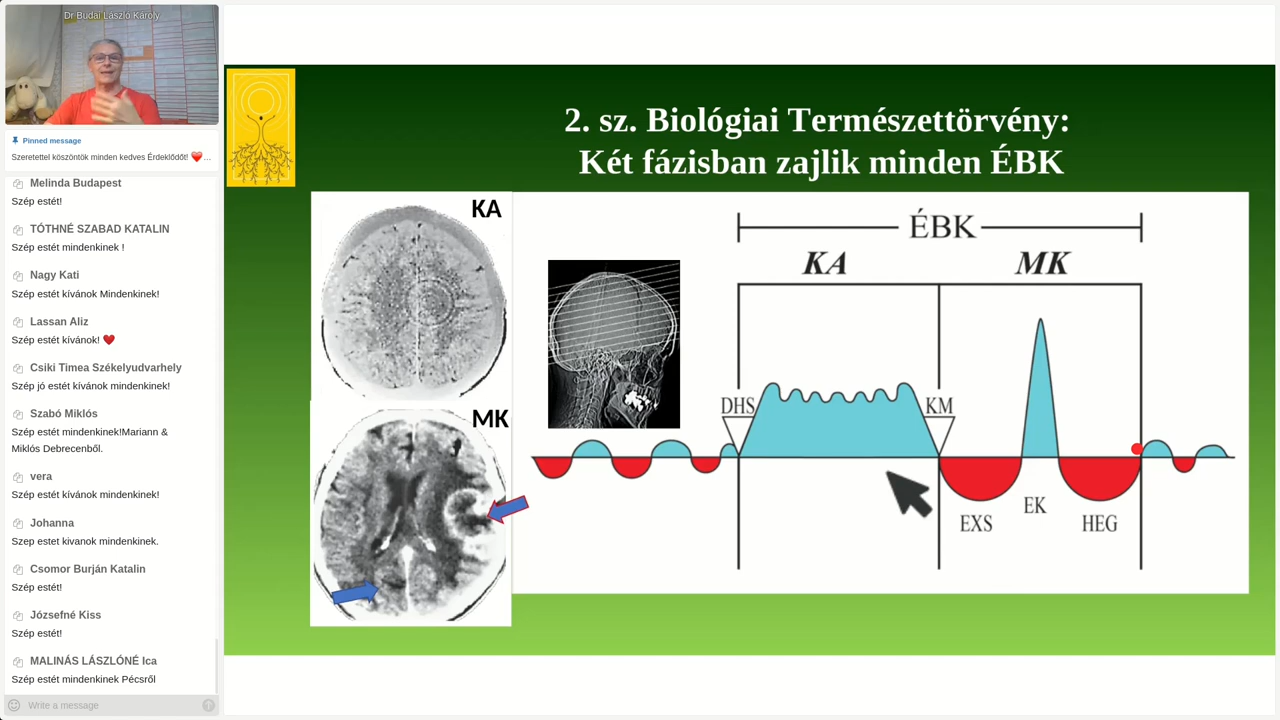 Dr Budai László Károly
Pinned message
Szeretettel köszöntök minden kedves Érdeklődőt! ❤️…
Melinda Budapest
Szép estét!
TÓTHNÉ SZABAD KATALIN
Szép estét mindenkinek !
Nagy Kati
Szép estét kívánok Mindenkinek!
Lassan Aliz
Szép estét kívánok! ❤️
Csiki Timea Székelyudvarhely
Szép jó estét kívánok mindenkinek!
Szabó Miklós
Szép estét mindenkinek!Mariann &
Miklós Debrecenből.
vera
Szép estét kívánok mindenkinek!
Johanna
Szep estet kivanok mindenkinek.
Csomor Burján Katalin
Szép estét!
Józsefné Kiss
Szép estét!
MALINÁS LÁSZLÓNÉ Ica
Szép estét mindenkinek Pécsről
Write a message
2. sz. Biológiai Természettörvény:
Két fázisban zajlik minden ÉBK
KA
MK
ÉBK
KA
MK
DHS
KM
EXS
EK
HEG